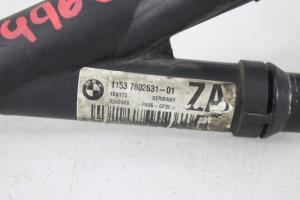 496
1153 7802631-01
ZA
GERMANY
>PA66-GF30<